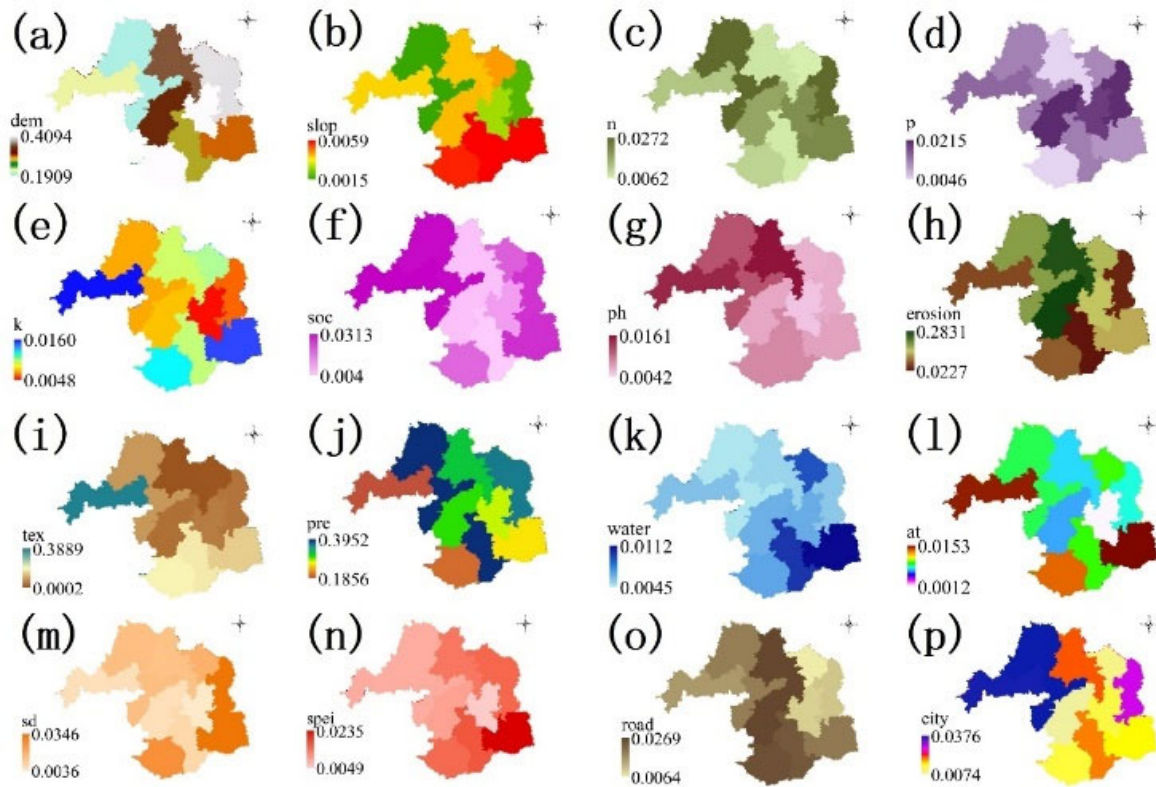 (a)
dem
0.4094
0.1909
(b)
slop
0.0059
0.0015
(c)
n
0.0272
0.0062
(d)
p
0.0215
0.0046
(e)
k
0.0160
0.0048
(f)
soc
0.0313
0.004
(g)
ph
0.0161
0.0042
(h)
erosion
0.2831
0.0227
(i)
tex
0.3889
0.0002
(j)
pre
0.3952
0.1856
(k)
water
0.0112
0.0045
(l)
at
0.0153
0.0012
(m)
sd
0.0346
0.0036
(n)
spei
0.0235
0.0049
(o)
road
0.0269
0.0064
(p)
city
0.0376
0.0074